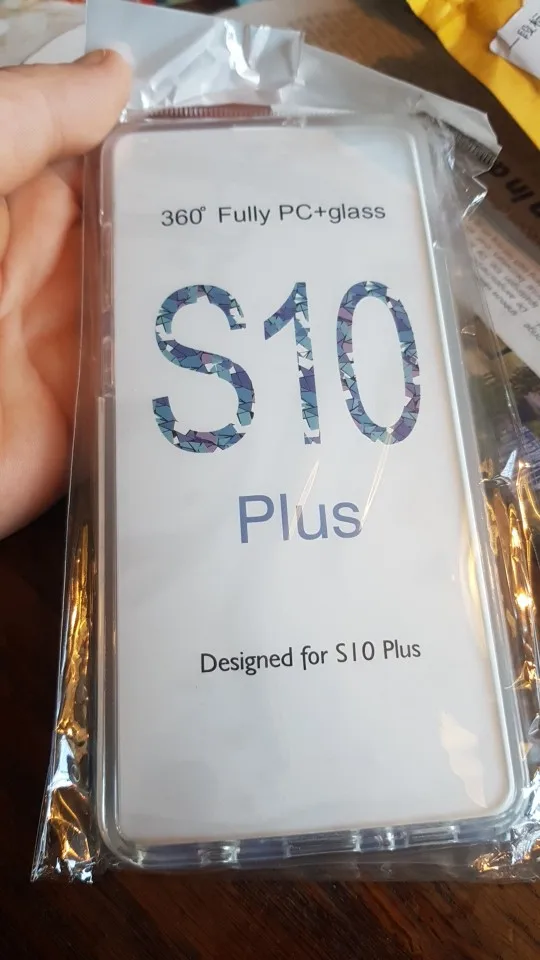 360° Fully PC+glass
S10
Plus
Designed for S10 Plus